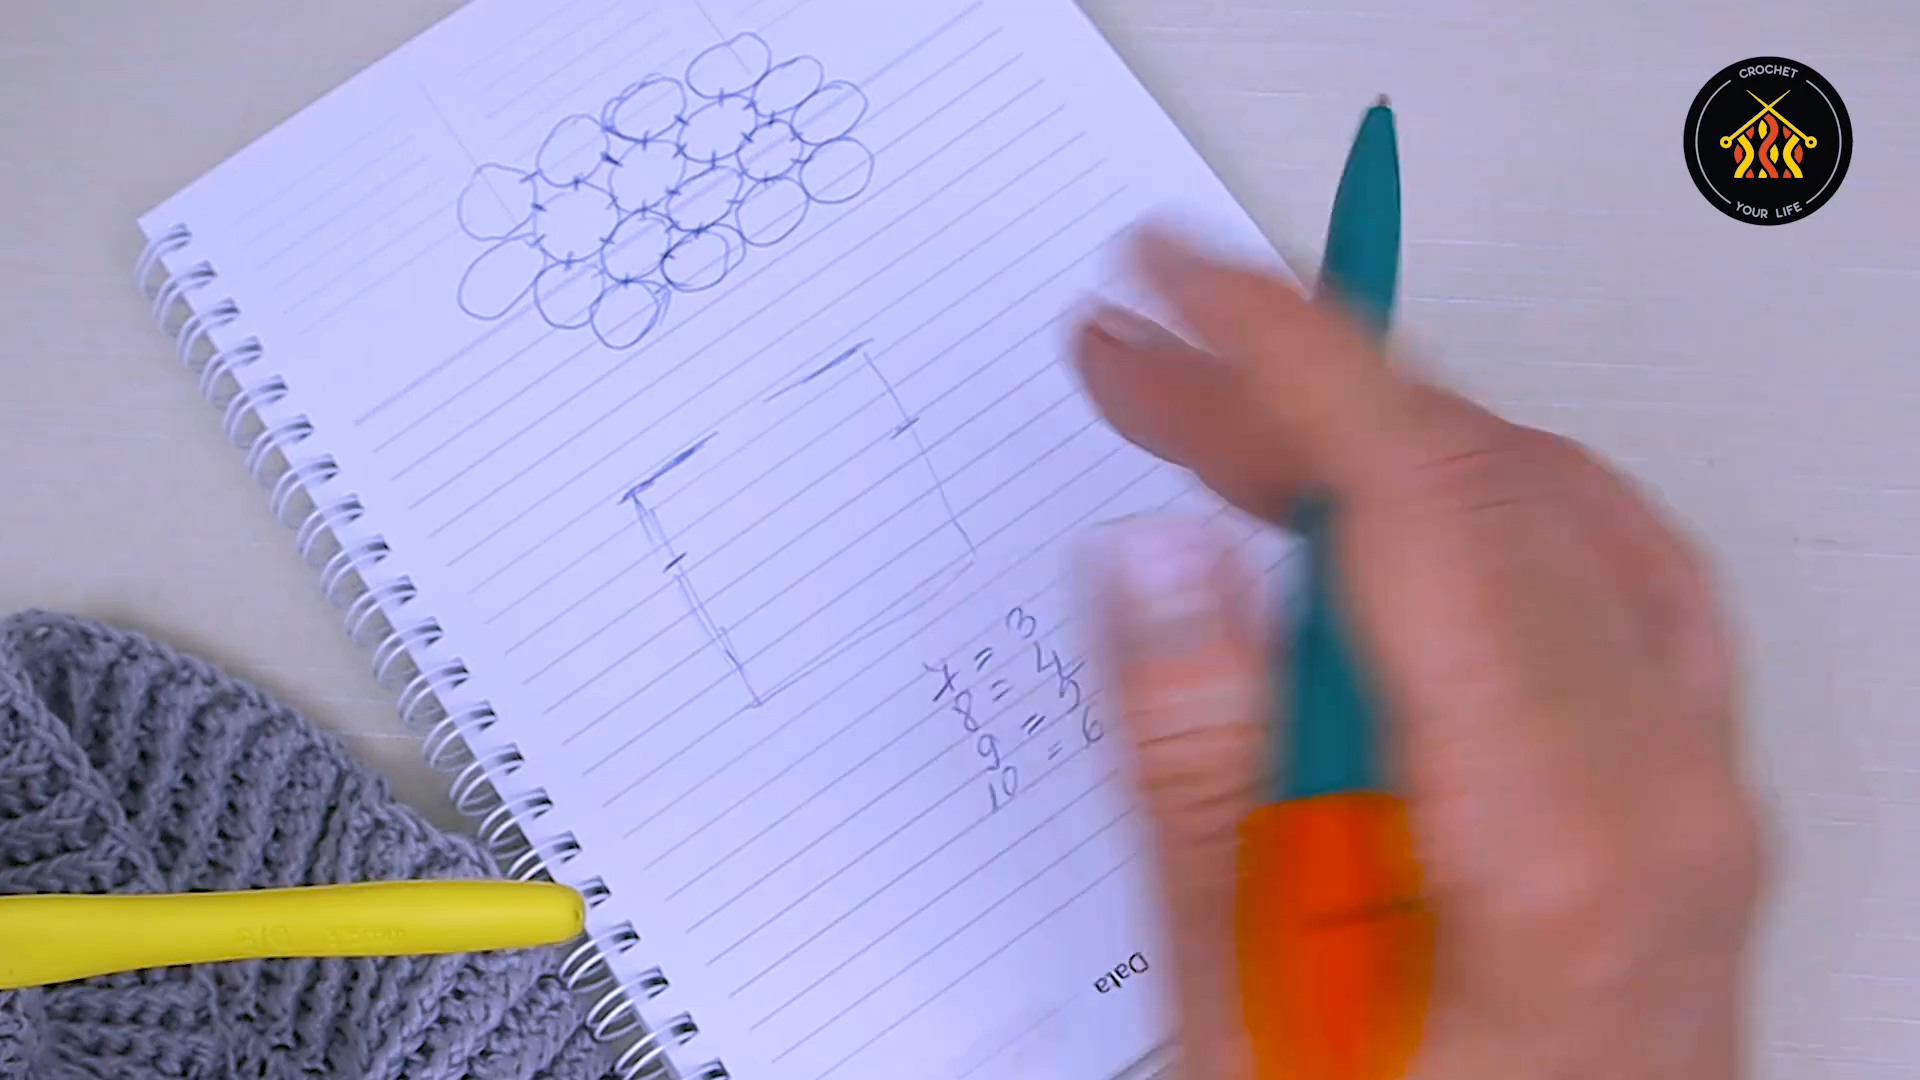 CROCHET
YOUR LIFE
7 = 3
8 = 4
9 = 5
10 = 6
Data